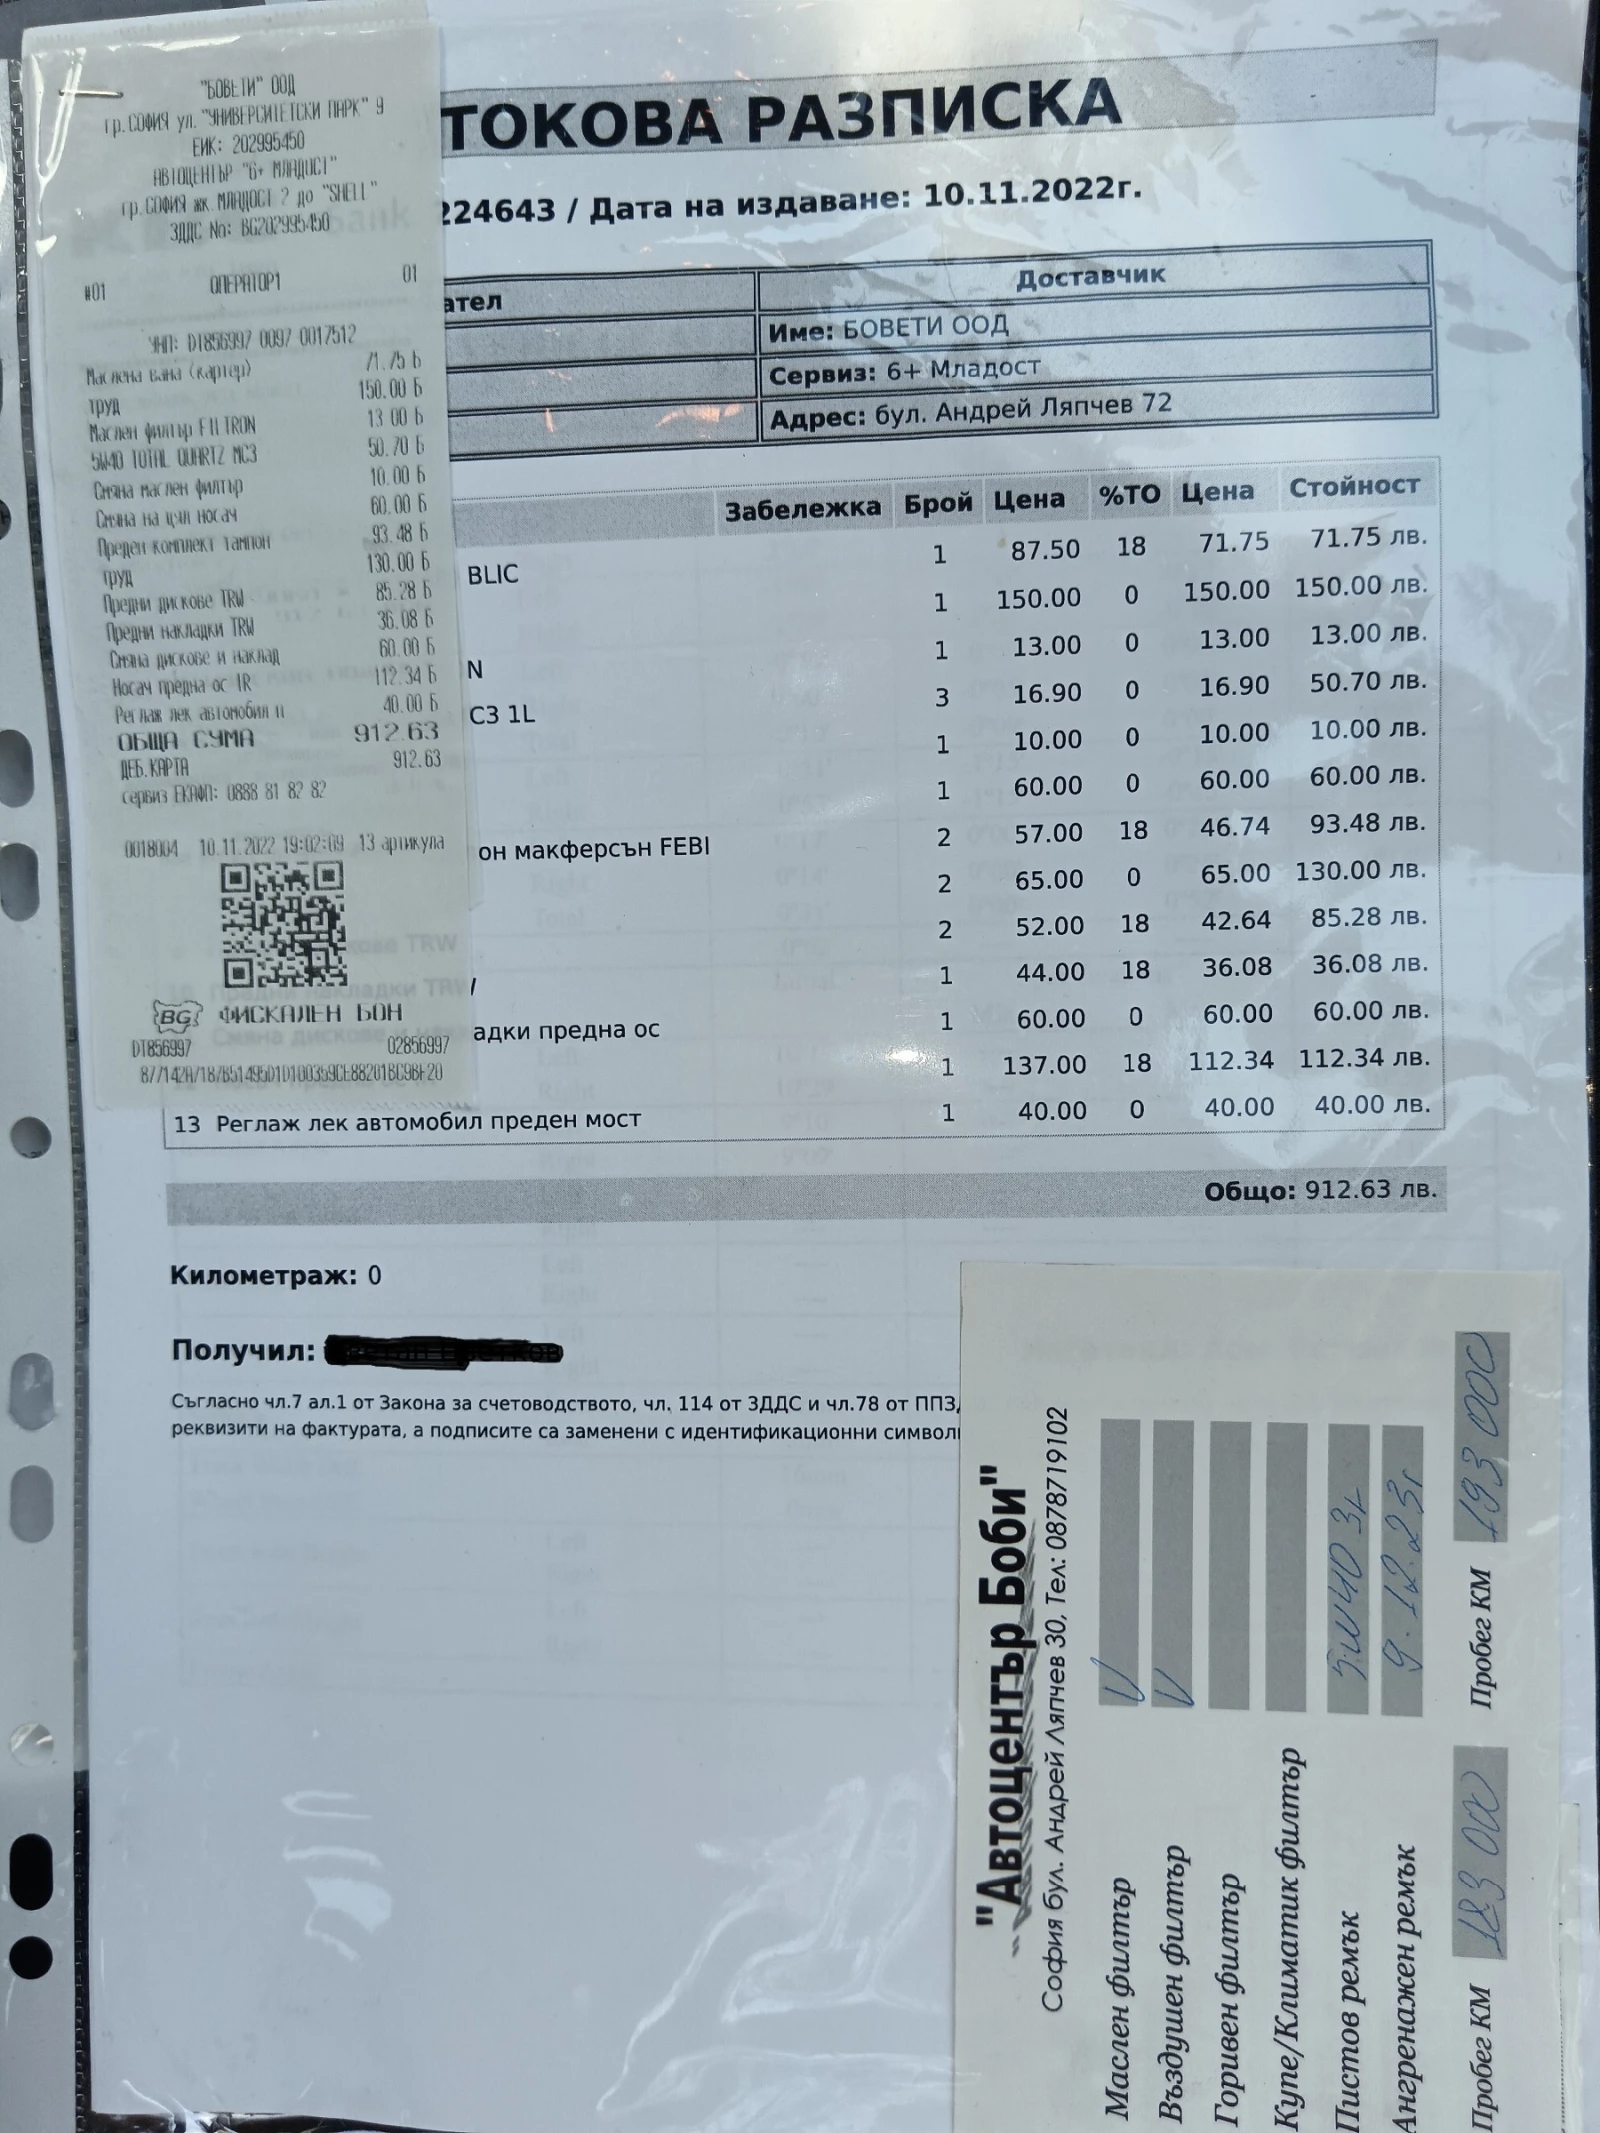 "БОВЕТИ" ООД
гр.СОФИЯ ул. "УНИВЕРСИТЕТСКИ ПАРК" 9
ЕИК: 202995450
АВТОЦЕНТЪР "6+ МЛАДОСТ"
гр.СОФИЯ жк. МЛАДОСТ 2 до "SHELL"
ЗДДС No: BG202995450
#01 ОПЕРАТОР1 01
УНП: DT856997 0097 0017512
Маслена вана (картер) 71.75 Б
труд 150.00 Б
Маслен филтър FILTRON 13.00 Б
5W40 TOTAL QUARTZ MC3 50.70 Б
Смяна маслен филтър 10.00 Б
Смяна на цял носач 60.00 Б
Преден комплект тампон 93.48 Б
труд 130.00 Б
Предни дискове TRW 85.28 Б
Предни накладки TRW 36.08 Б
Смяна дискове и наклад 60.00 Б
Носач предна ос IR 112.34 Б
Реглаж лек автомобил п 40.00 Б
ОБЩА СУМА 912.63
ДЕБ.КАРТА 912.63
сервиз ЕКАФП: 0888 81 82 82
0018004 10.11.2022 19:02:09 13 артикула
BG ФИСКАЛЕН БОН
DT856997 02856997
ТОКОВА РАЗПИСКА
224643 / Дата на издаване: 10.11.2022г.
ател Доставчик
Име: БОВЕТИ ООД
Сервиз: 6+ Младост
Адрес: бул. Андрей Ляпчев 72
Забележка Брой Цена %ТО Цена Стойност
BLIC 1 87.50 18 71.75 71.75 лв.
1 150.00 0 150.00 150.00 лв.
N 1 13.00 0 13.00 13.00 лв.
C3 1L 3 16.90 0 16.90 50.70 лв.
1 10.00 0 10.00 10.00 лв.
1 60.00 0 60.00 60.00 лв.
он макферсън FEBI 2 57.00 18 46.74 93.48 лв.
2 65.00 0 65.00 130.00 лв.
2 52.00 18 42.64 85.28 лв.
1 44.00 18 36.08 36.08 лв.
адки предна ос 1 60.00 0 60.00 60.00 лв.
1 137.00 18 112.34 112.34 лв.
13 Реглаж лек автомобил преден мост 1 40.00 0 40.00 40.00 лв.
Общо: 912.63 лв.
Километраж: 0
Получил:
Съгласно чл.7 ал.1 от Закона за счетоводството, чл. 114 от ЗДДС и чл.78 от ППЗ
реквизити на фактурата, а подписите са заменени с идентификационни символ
"Автоцентър Боби"
София бул. Андрей Ляпчев 30, Тел: 0878719102
Маслен филтър V
Въздушен филтър V
Горивен филтър
Купе/Климатик филтър
Пистов ремък 5W40 3л
Ангренажен ремък 9.12.23г
Пробег КМ 183 000 Пробег КМ 193 000